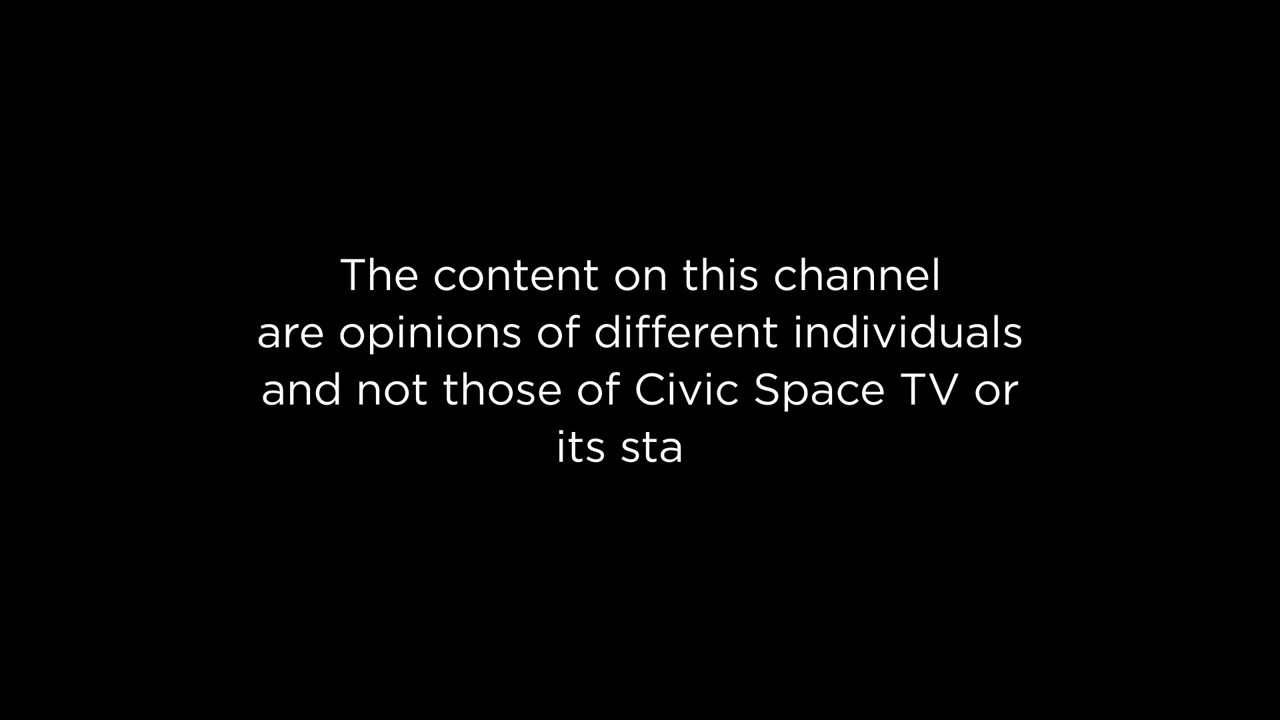 The content on this channel
are opinions of different individuals
and not those of Civic Space TV or
its sta